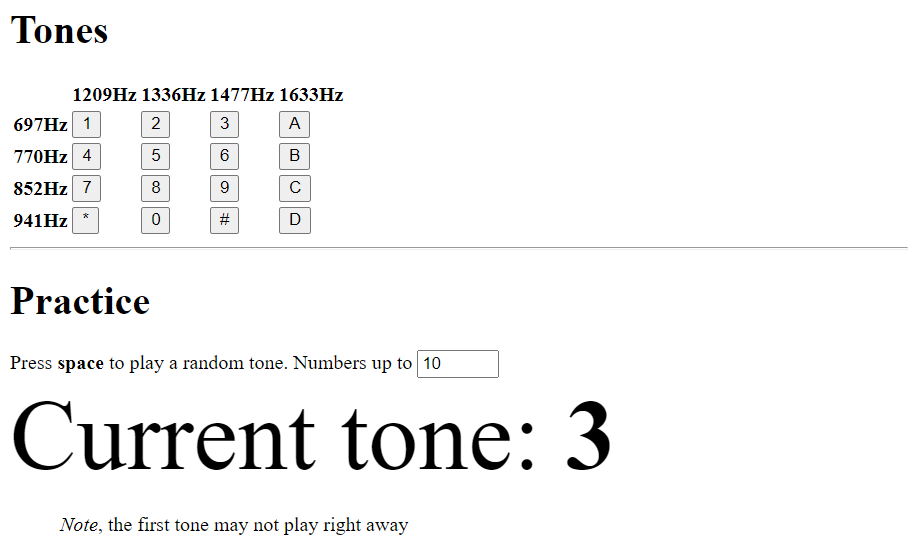 Tones
1209Hz 1336Hz 1477Hz 1633Hz
697Hz 1 2 3 A
770Hz 4 5 6 B
852Hz 7 8 9 C
941Hz * 0 # D
Practice
Press space to play a random tone. Numbers up to 10
Current tone: 3
Note, the first tone may not play right away